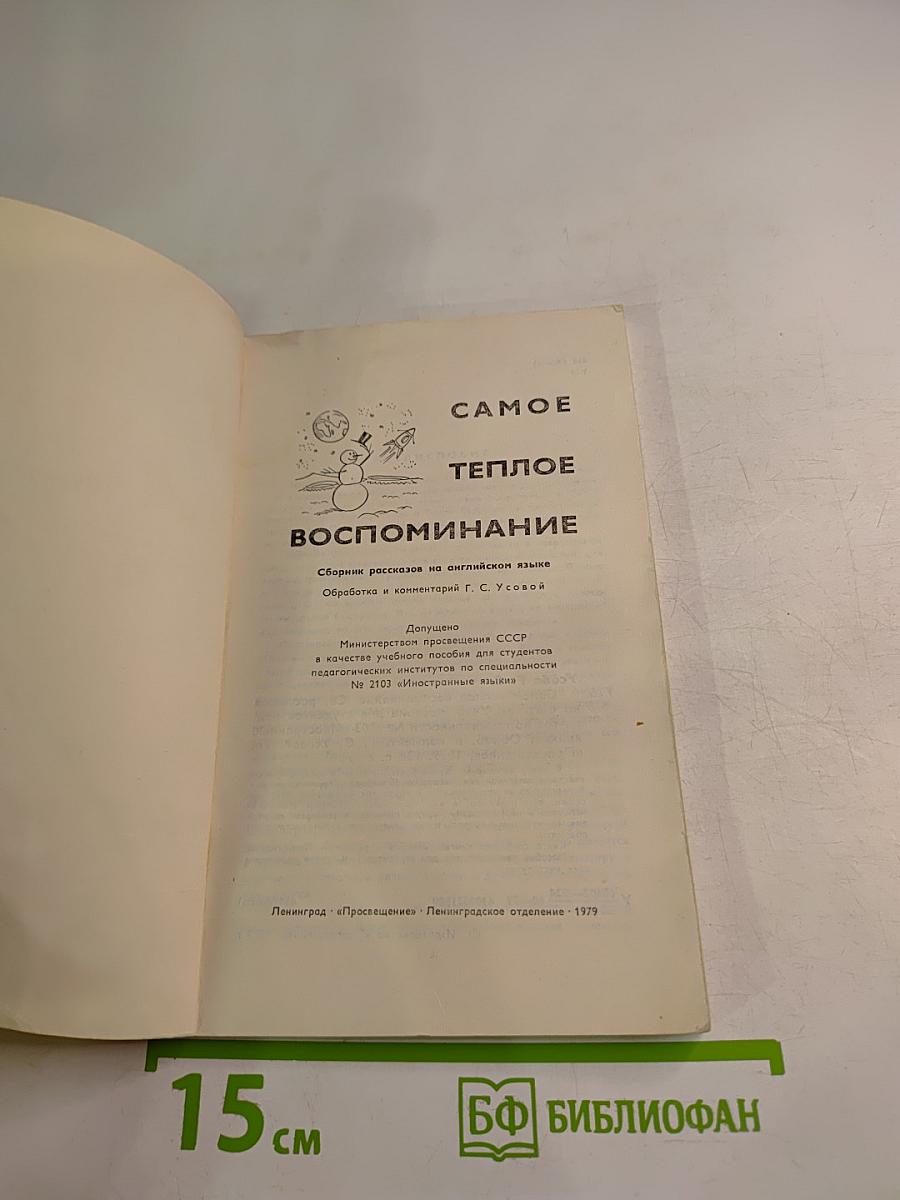 САМОЕ
ТЕПЛОЕ
ВОСПОМИНАНИЕ
Сборник рассказов на английском языке
Обработка и комментарий Г. С. Усовой
Допущено
Министерством просвещения СССР
в качестве учебного пособия для студентов
педагогических институтов по специальности
№ 2103 «Иностранные языки»
Ленинград · «Просвещение» · Ленинградское отделение · 1979
15 см
БФ БИБЛИОФАН